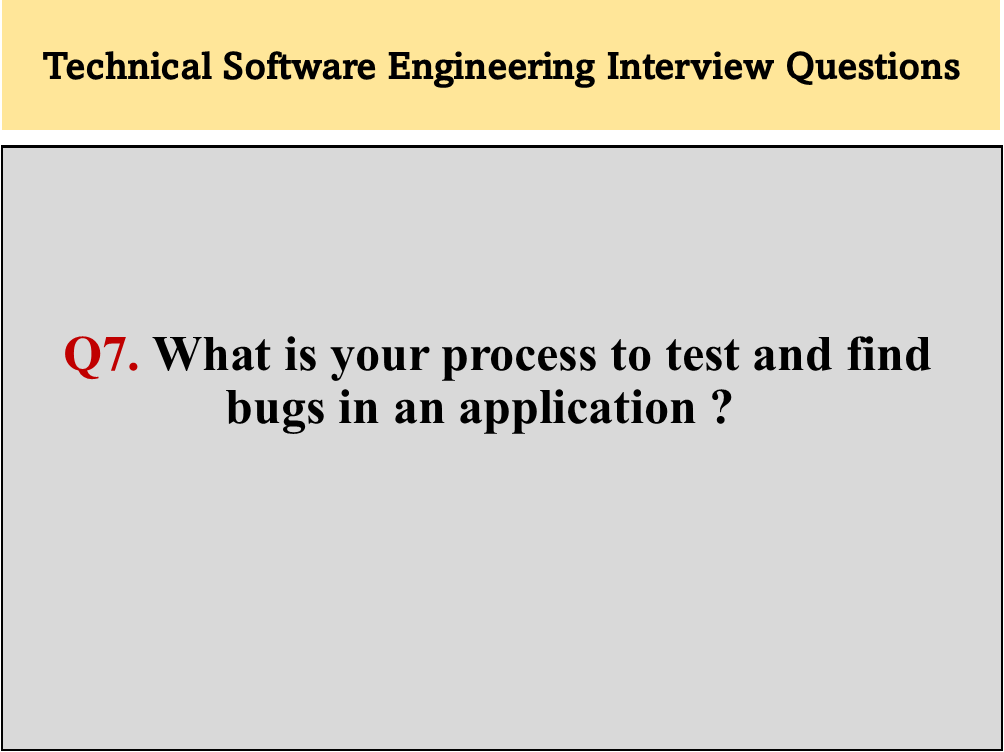 Technical Software Engineering Interview Questions
Q7. What is your process to test and find
bugs in an application ?